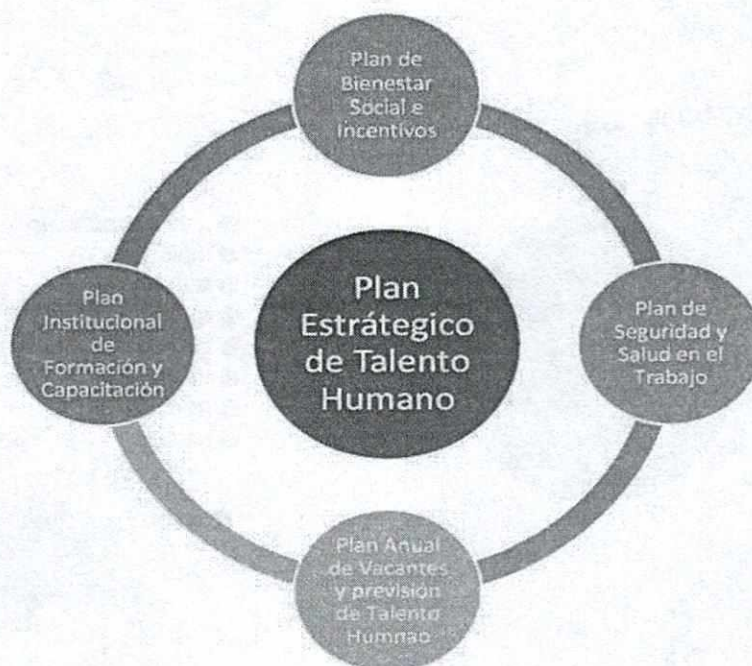 Plan de
Bienestar
Social e
Incentivos
Plan
Estrátegico
de Talento
Humano
Plan
Institucional
de
Formación y
Capacitación
Plan de
Seguridad y
Salud en el
Trabajo
Plan Anual
de Vacantes
y previsión
de Talento
Humnao